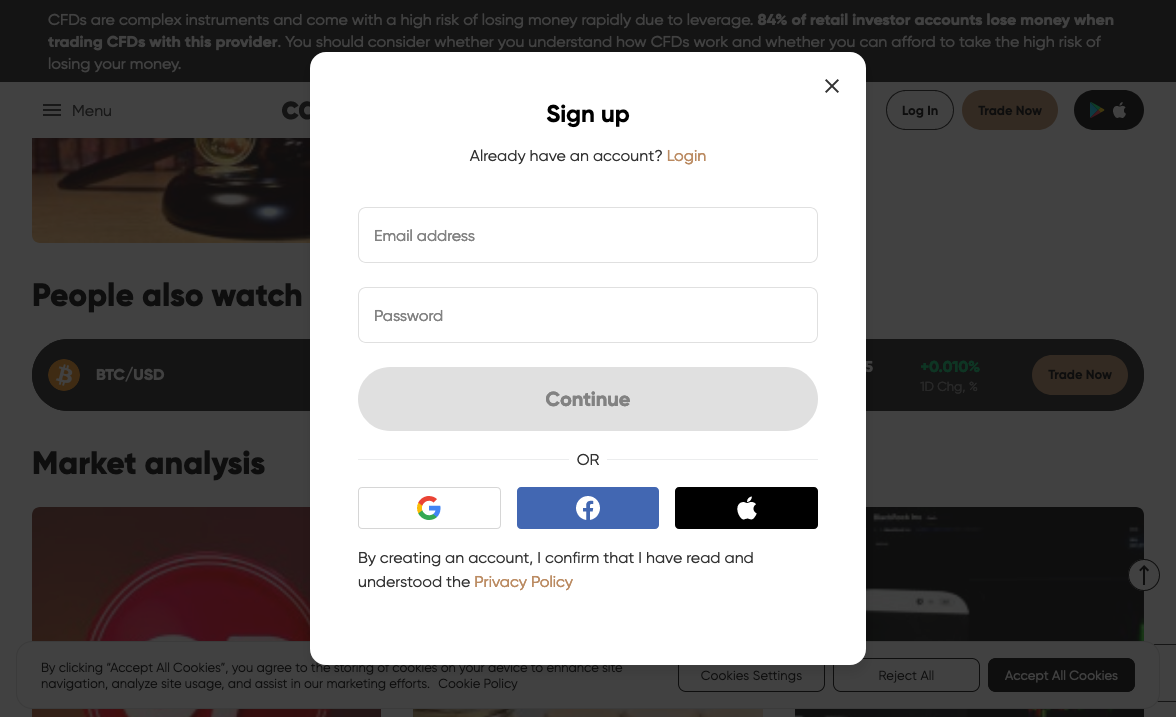 CFDs are complex instruments and come with a high risk of losing money rapidly due to leverage. 84% of retail investor accounts lose money when
trading CFDs with this provider. You should consider whether you understand how CFDs work and whether you can afford to take the high risk of
losing your money.
Menu
Log In
Trade Now
Sign up
Already have an account? Login
Email address
Password
Continue
OR
By creating an account, I confirm that I have read and
understood the Privacy Policy
People also watch
BTC/USD
+0.010%
1D Chg, %
Trade Now
Market analysis
By clicking “Accept All Cookies”, you agree to the storing of cookies on your device to enhance site
navigation, analyze site usage, and assist in our marketing efforts. Cookie Policy
Cookies Settings
Reject All
Accept All Cookies